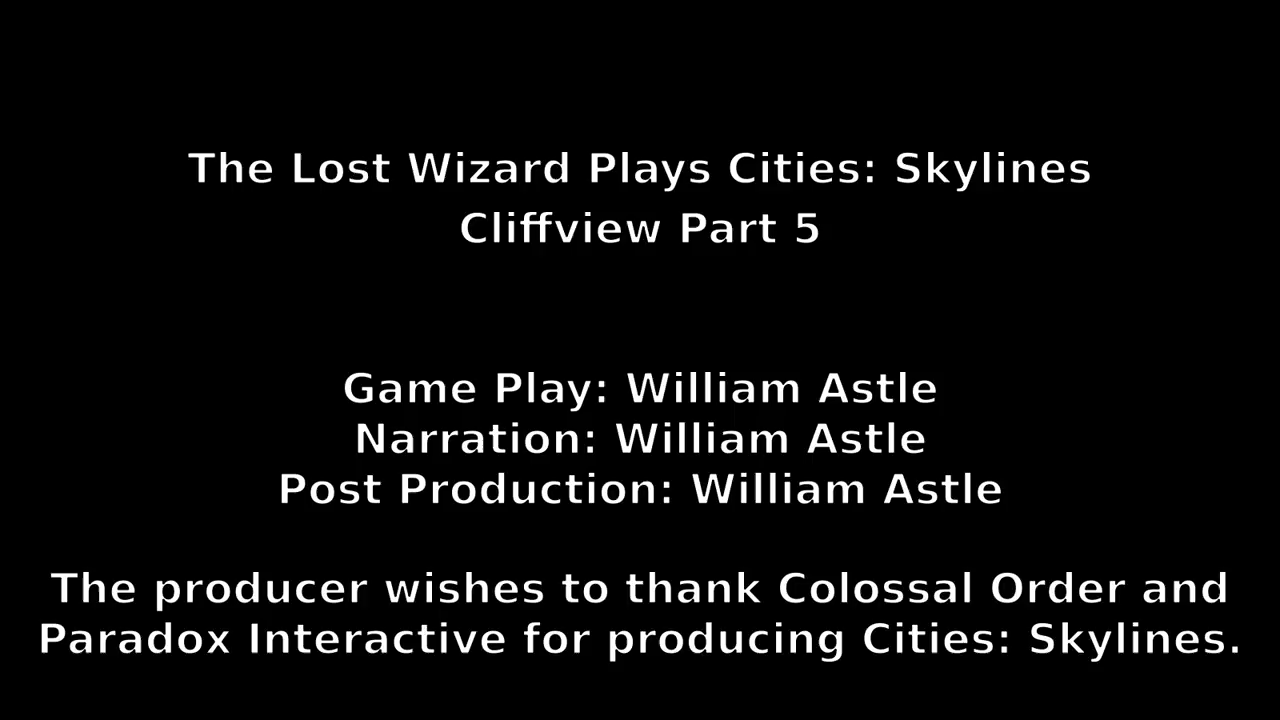 The Lost Wizard Plays Cities: Skylines
Cliffview Part 5
Game Play: William Astle
Narration: William Astle
Post Production: William Astle
The producer wishes to thank Colossal Order and
Paradox Interactive for producing Cities: Skylines.